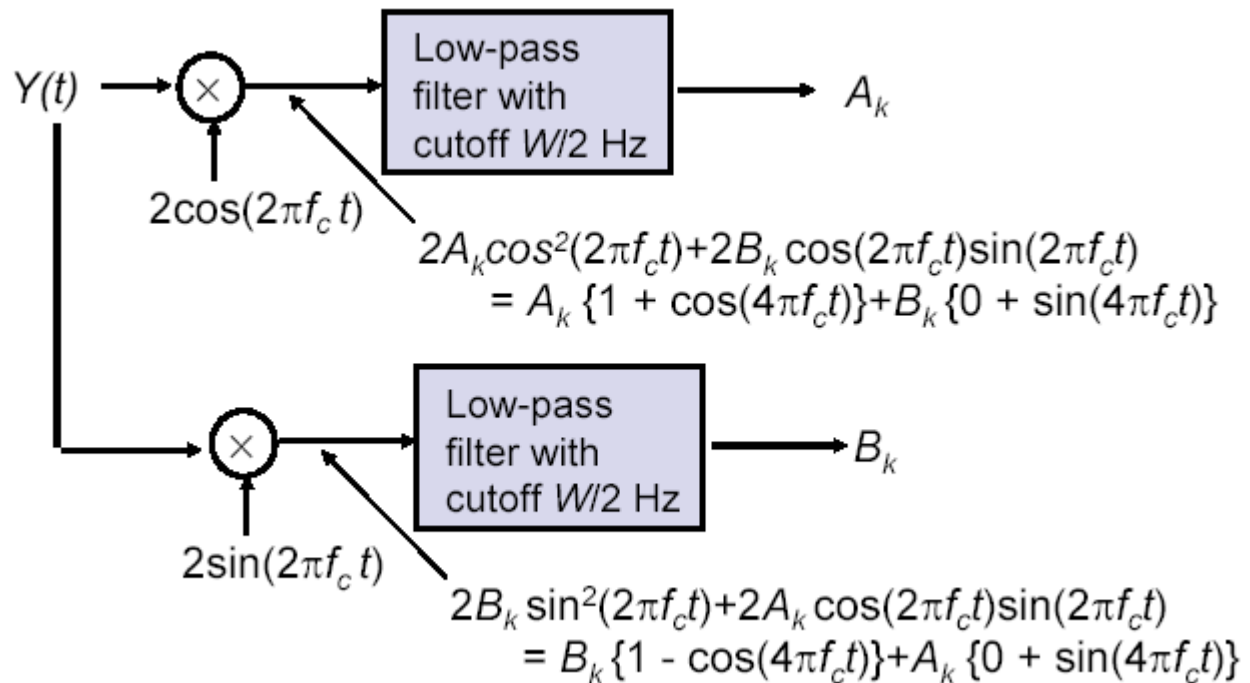 Low-pass
filter with
cutoff W/2 Hz
Y(t)
×
A_k
2cos(2πf_c t)
2A_k cos²(2πf_c t)+2B_k cos(2πf_c t)sin(2πf_c t)
= A_k {1 + cos(4πf_c t)}+B_k {0 + sin(4πf_c t)}
Low-pass
filter with
cutoff W/2 Hz
×
B_k
2sin(2πf_c t)
2B_k sin²(2πf_c t)+2A_k cos(2πf_c t)sin(2πf_c t)
= B_k {1 - cos(4πf_c t)}+A_k {0 + sin(4πf_c t)}